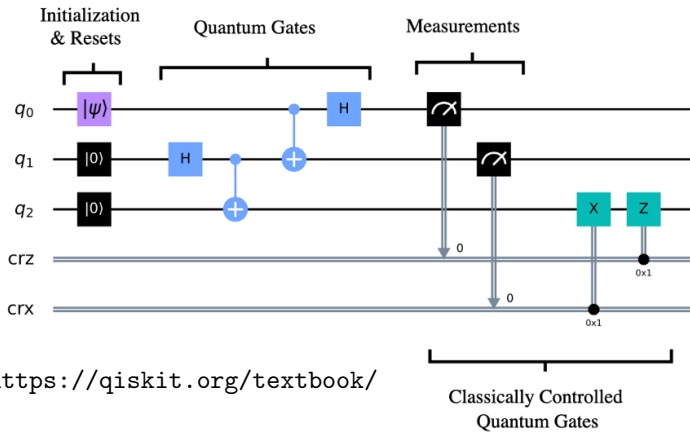 Initialization
& Resets
Quantum Gates
Measurements
q₀
|ψ⟩
H
q₁
|0⟩
H
q₂
|0⟩
X
Z
crz
0
0x1
crx
0
0x1
ttps://qiskit.org/textbook/
Classically Controlled
Quantum Gates